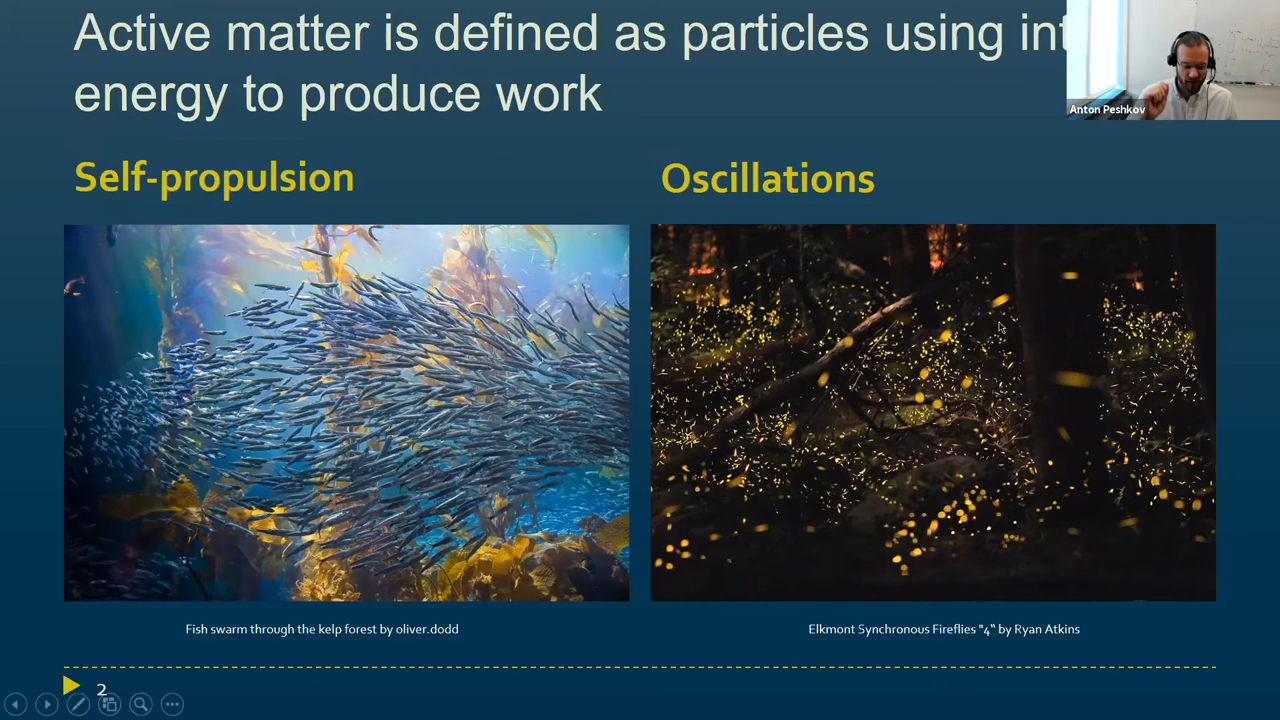 Active matter is defined as particles using int
energy to produce work
Anton Peshkov
Self-propulsion
Oscillations
Fish swarm through the kelp forest by oliver.dodd
Elkmont Synchronous Fireflies "4" by Ryan Atkins
2